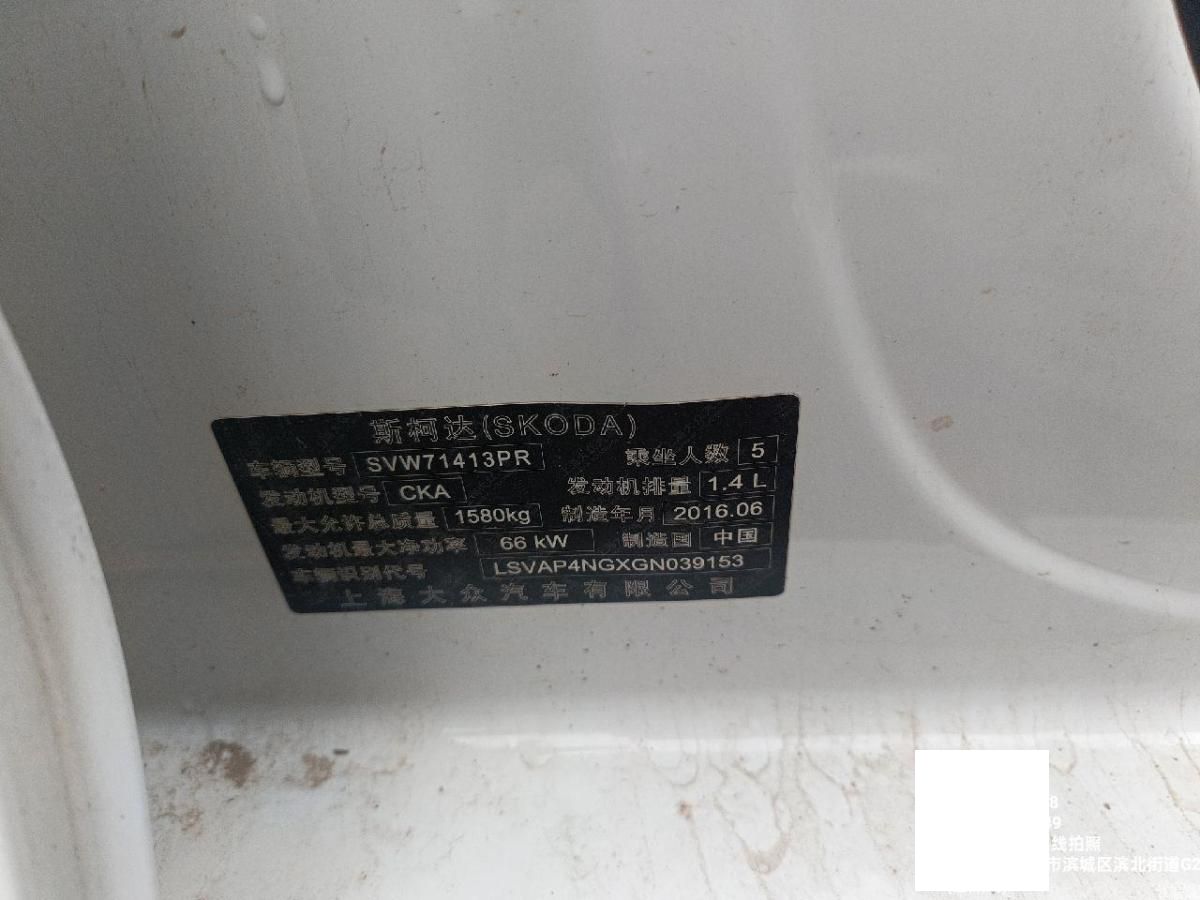 斯柯达(SKODA)
车辆型号 SVW71413PR 乘坐人数 5
发动机型号 CKA 发动机排量 1.4 L
最大允许总质量 1580kg 制造年月 2016.06
发动机最大净功率 66 kW 制造国 中国
车辆识别代号 LSVAP4NGXGN039153
上海大众汽车有限公司
8
9
线拍照
市滨城区滨北街道G2